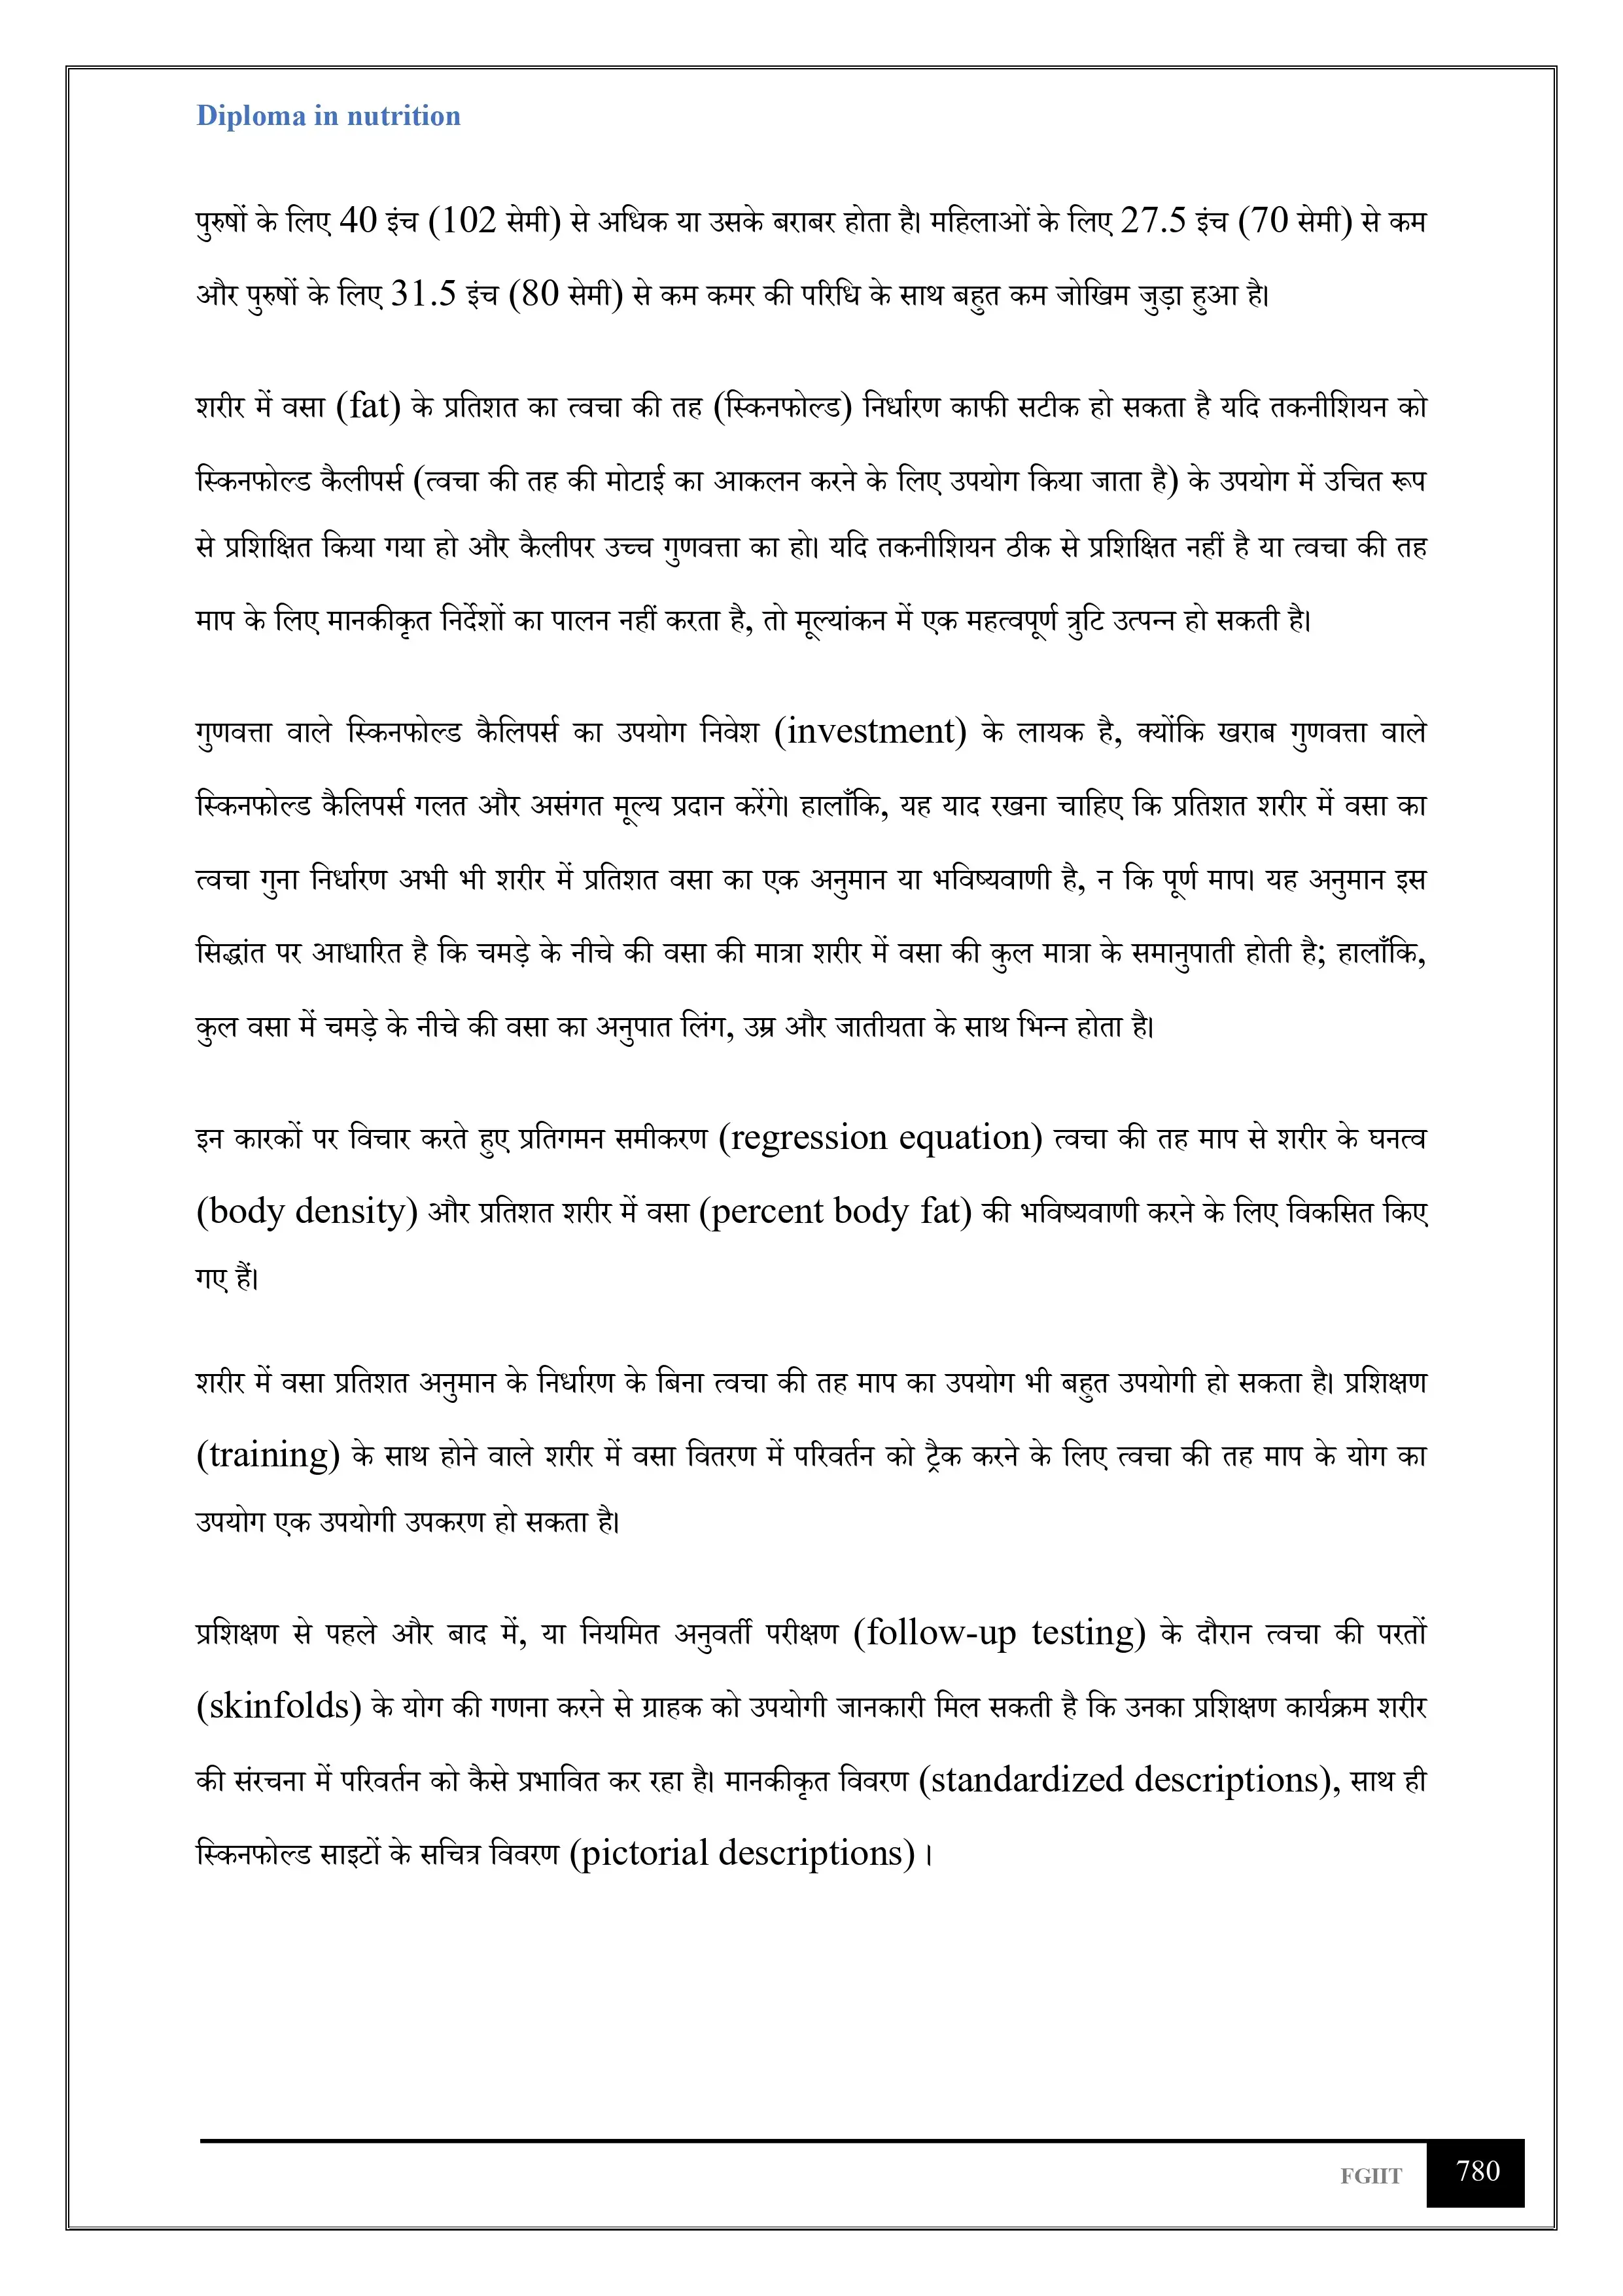 Diploma in nutrition
पुरुषों के लिए 40 इंच (102 सेमी) से अधिक या उसके बराबर होता है। महिलाओं के लिए 27.5 इंच (70 सेमी) से कम
और पुरुषों के लिए 31.5 इंच (80 सेमी) से कम कमर की परिधि के साथ बहुत कम जोखिम जुड़ा हुआ है।
शरीर में वसा (fat) के प्रतिशत का त्वचा की तह (स्किनफोल्ड) निर्धारण काफी सटीक हो सकता है यदि तकनीशियन को
स्किनफोल्ड कैलीपर्स (त्वचा की तह की मोटाई का आकलन करने के लिए उपयोग किया जाता है) के उपयोग में उचित रूप
से प्रशिक्षित किया गया हो और कैलीपर उच्च गुणवत्ता का हो। यदि तकनीशियन ठीक से प्रशिक्षित नहीं है या त्वचा की तह
माप के लिए मानकीकृत निर्देशों का पालन नहीं करता है, तो मूल्यांकन में एक महत्वपूर्ण त्रुटि उत्पन्न हो सकती है।
गुणवत्ता वाले स्किनफोल्ड कैलिपर्स का उपयोग निवेश (investment) के लायक है, क्योंकि खराब गुणवत्ता वाले
स्किनफोल्ड कैलिपर्स गलत और असंगत मूल्य प्रदान करेंगे। हालाँकि, यह याद रखना चाहिए कि प्रतिशत शरीर में वसा का
त्वचा गुना निर्धारण अभी भी शरीर में प्रतिशत वसा का एक अनुमान या भविष्यवाणी है, न कि पूर्ण माप। यह अनुमान इस
सिद्धांत पर आधारित है कि चमड़े के नीचे की वसा की मात्रा शरीर में वसा की कुल मात्रा के समानुपाती होती है; हालाँकि,
कुल वसा में चमड़े के नीचे की वसा का अनुपात लिंग, उम्र और जातीयता के साथ भिन्न होता है।
इन कारकों पर विचार करते हुए प्रतिगमन समीकरण (regression equation) त्वचा की तह माप से शरीर के घनत्व
(body density) और प्रतिशत शरीर में वसा (percent body fat) की भविष्यवाणी करने के लिए विकसित किए
गए हैं।
शरीर में वसा प्रतिशत अनुमान के निर्धारण के बिना त्वचा की तह माप का उपयोग भी बहुत उपयोगी हो सकता है। प्रशिक्षण
(training) के साथ होने वाले शरीर में वसा वितरण में परिवर्तन को ट्रैक करने के लिए त्वचा की तह माप के योग का
उपयोग एक उपयोगी उपकरण हो सकता है।
प्रशिक्षण से पहले और बाद में, या नियमित अनुवर्ती परीक्षण (follow-up testing) के दौरान त्वचा की परतों
(skinfolds) के योग की गणना करने से ग्राहक को उपयोगी जानकारी मिल सकती है कि उनका प्रशिक्षण कार्यक्रम शरीर
की संरचना में परिवर्तन को कैसे प्रभावित कर रहा है। मानकीकृत विवरण (standardized descriptions), साथ ही
स्किनफोल्ड साइटों के सचित्र विवरण (pictorial descriptions)।
FGIIT 780